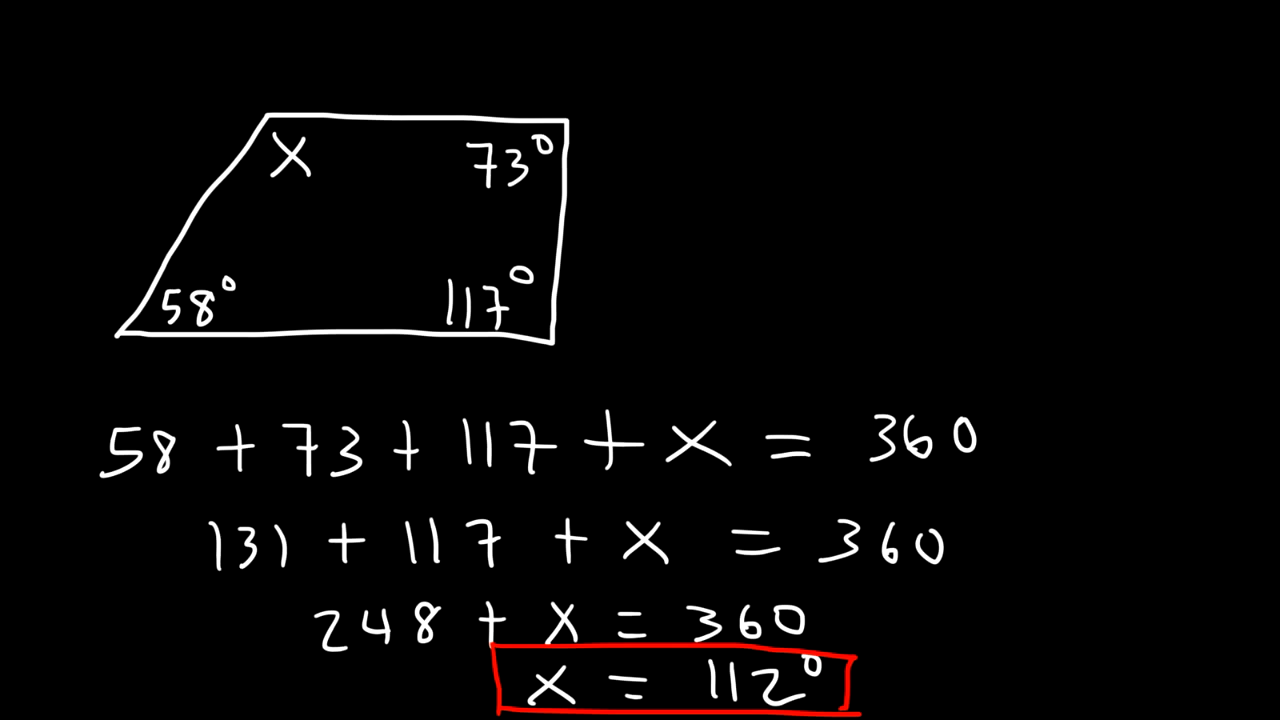 X 73°
58° 117°
58 + 73 + 117 + x = 360
131 + 117 + x = 360
248 + x = 360
x = 112°